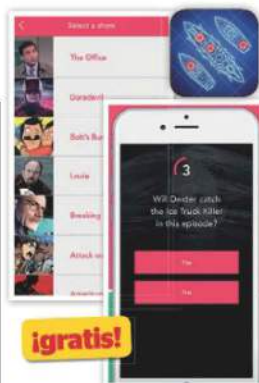 Select a show
The Office
Daredevil
Bob's Bur
Louie
Breaking
Attack on
3
Will Dexter catch
the Ice Truck Killer
in this episode?
Yes
No
¡gratis!